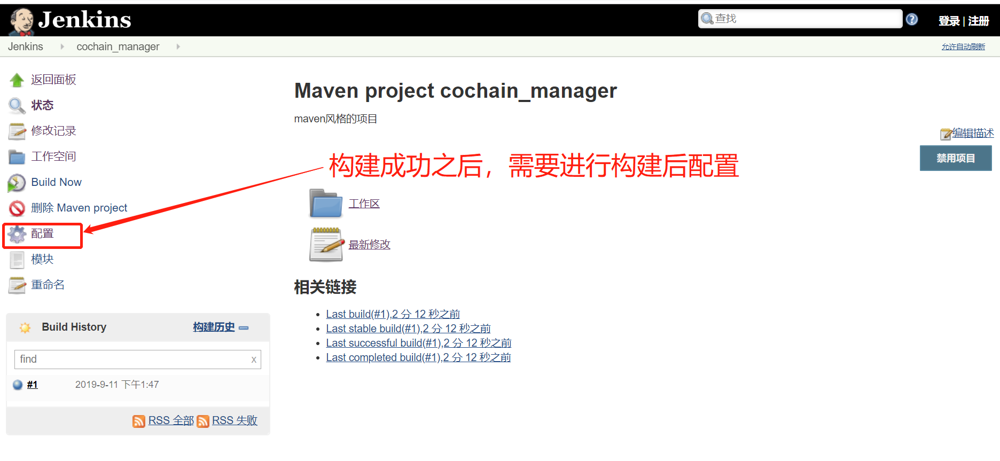 Jenkins
查找
登录 | 注册
Jenkins
cochain_manager
允许自动刷新
返回面板
状态
修改记录
工作空间
Build Now
删除 Maven project
配置
模块
重命名
Build History
构建历史
find
x
#1
2019-9-11 下午1:47
RSS 全部
RSS 失败
Maven project cochain_manager
maven风格的项目
编辑描述
禁用项目
构建成功之后，需要进行构建后配置
工作区
最新修改
相关链接
Last build(#1),2 分 12 秒之前
Last stable build(#1),2 分 12 秒之前
Last successful build(#1),2 分 12 秒之前
Last completed build(#1),2 分 12 秒之前